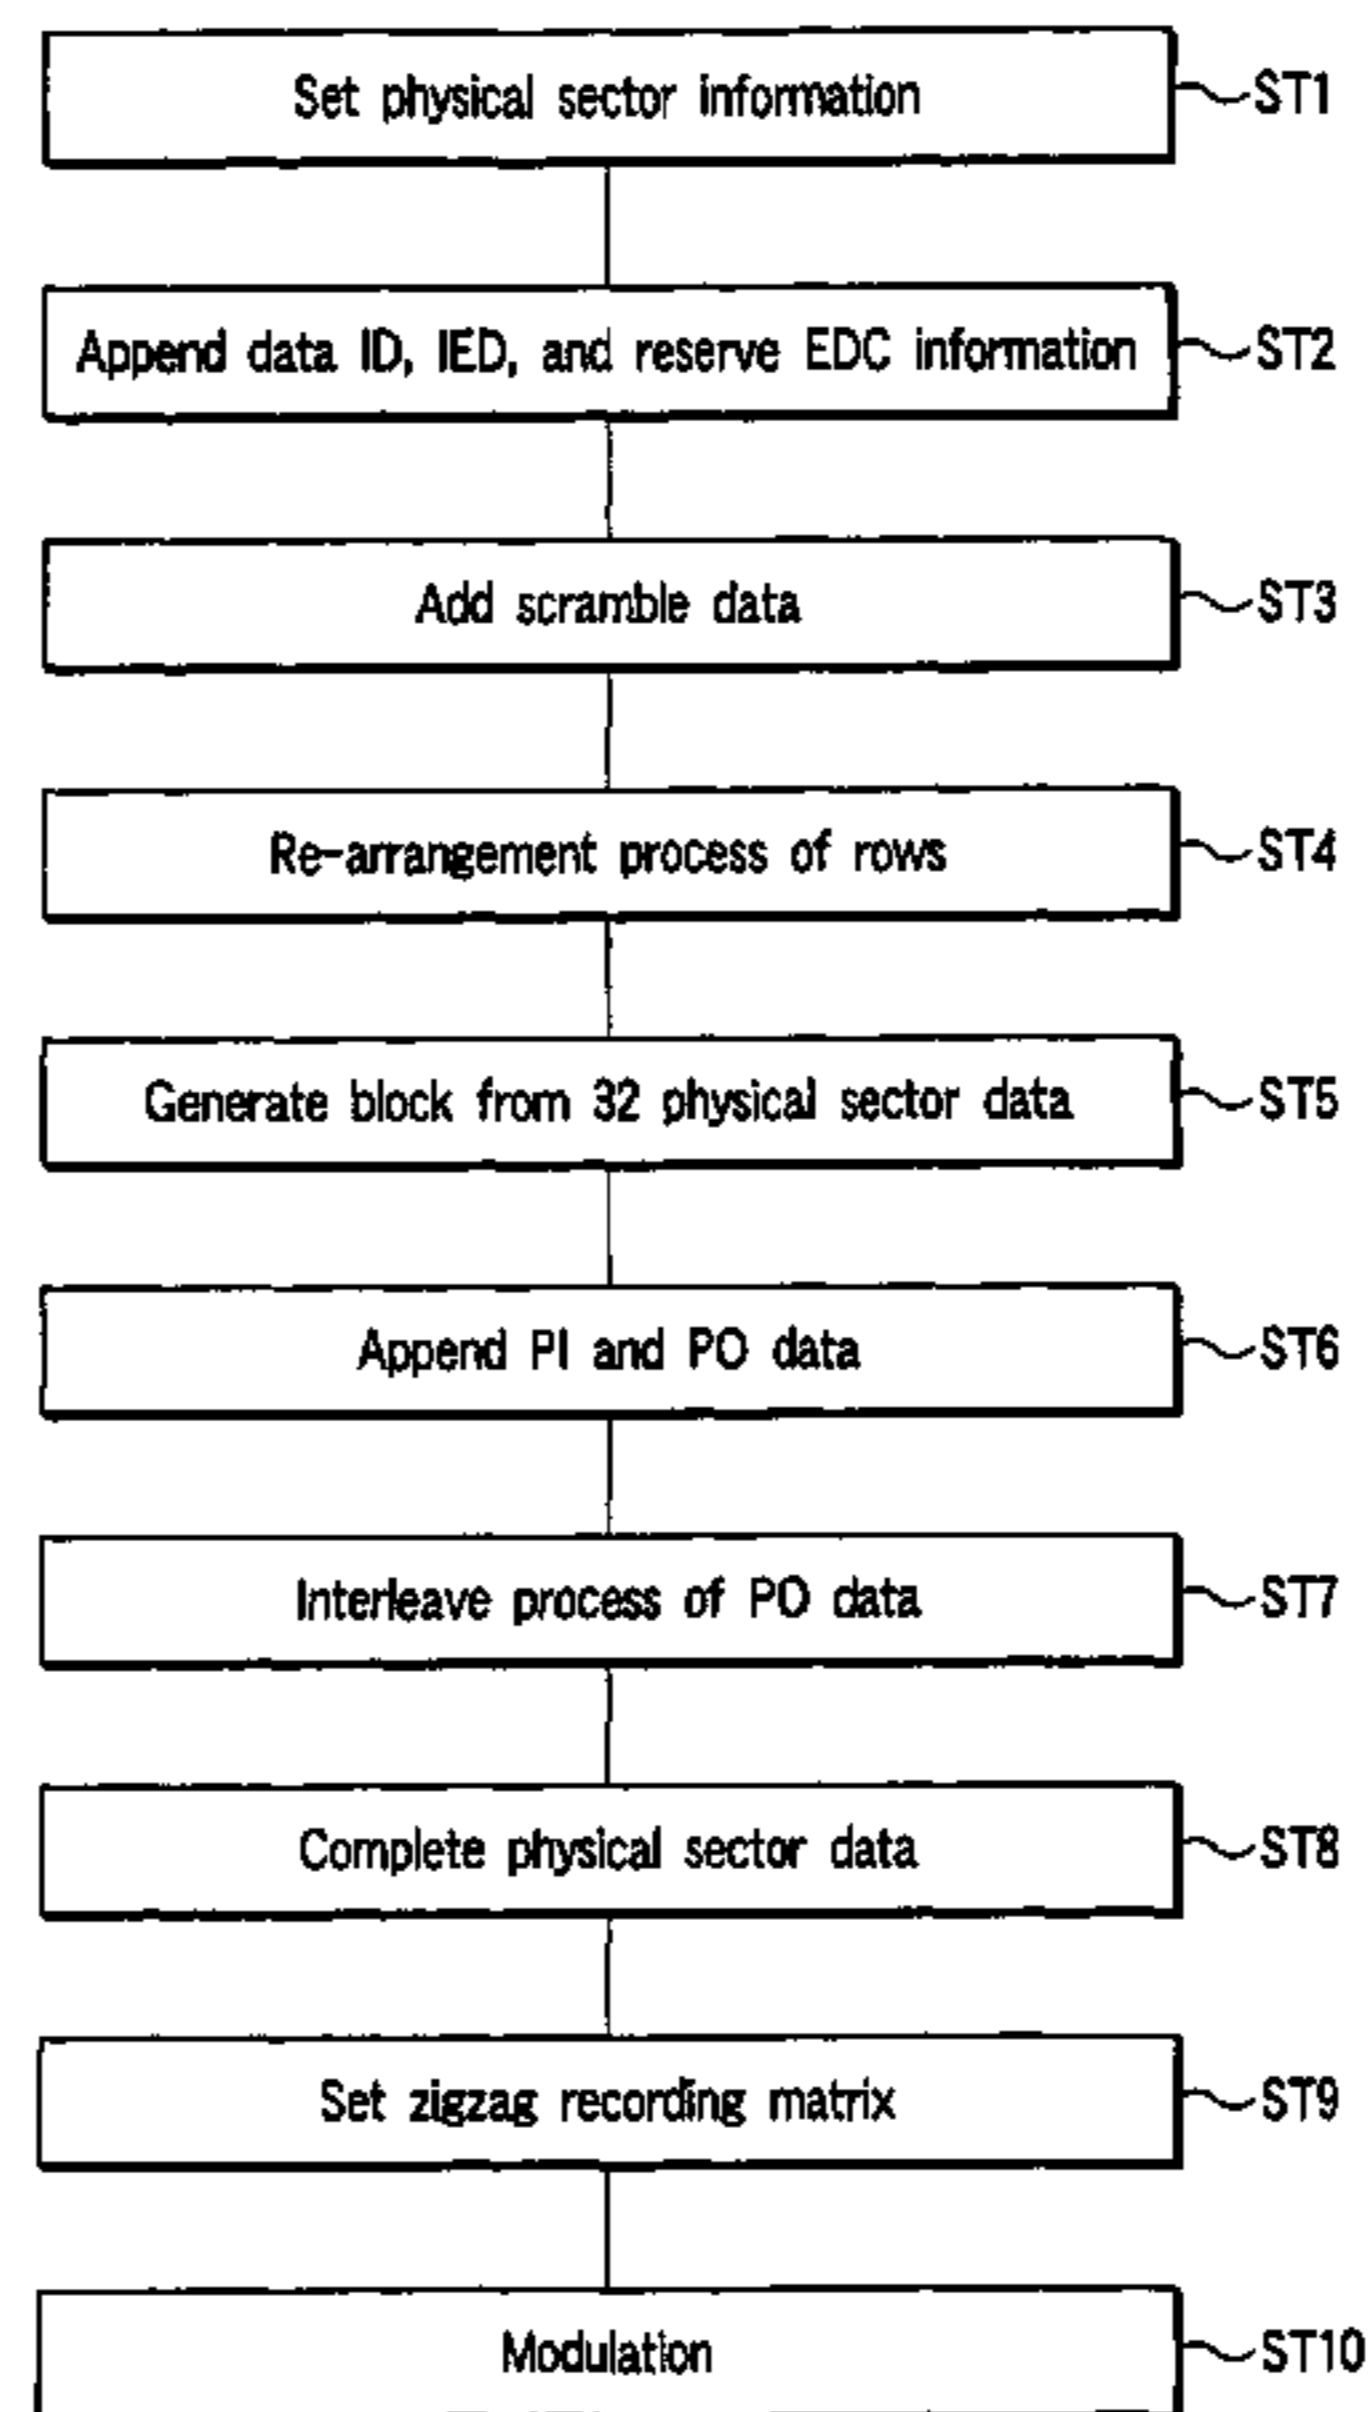 Set physical sector information ST1
Append data ID, IED, and reserve EDC information ST2
Add scramble data ST3
Re-arrangement process of rows ST4
Generate block from 32 physical sector data ST5
Append PI and PO data ST6
Interleave process of PO data ST7
Complete physical sector data ST8
Set zigzag recording matrix ST9
Modulation ST10